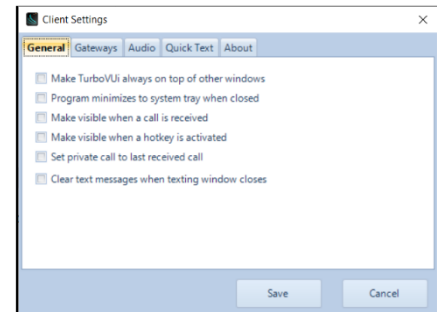 Client Settings
General Gateways Audio Quick Text About
Make TurboVUi always on top of other windows
Program minimizes to system tray when closed
Make visible when a call is received
Make visible when a hotkey is activated
Set private call to last received call
Clear text messages when texting window closes
Save Cancel